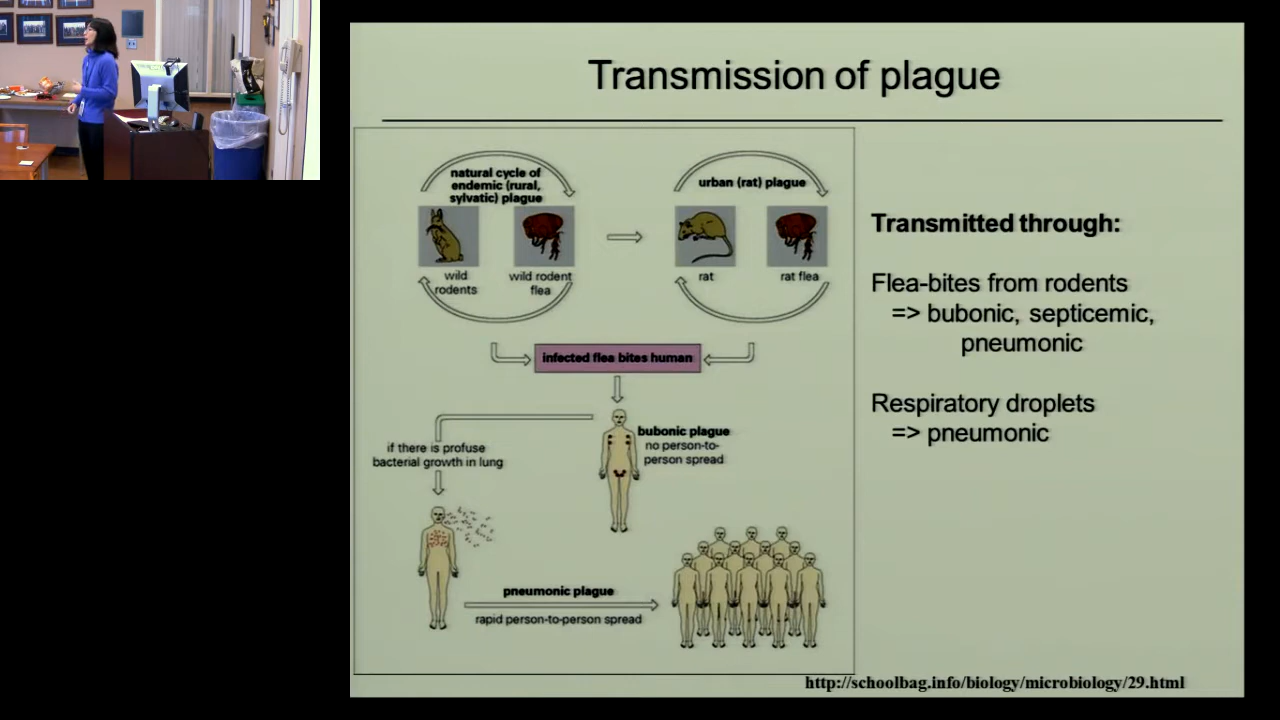 Transmission of plague
natural cycle of
endemic (rural,
sylvatic) plague
urban (rat) plague
wild
rodents
wild rodent
flea
rat
rat flea
infected flea bites human
bubonic plague
no person-to-
person spread
if there is profuse
bacterial growth in lung
pneumonic plague
rapid person-to-person spread
Transmitted through:
Flea-bites from rodents
=> bubonic, septicemic,
pneumonic
Respiratory droplets
=> pneumonic
http://schoolbag.info/biology/microbiology/29.html